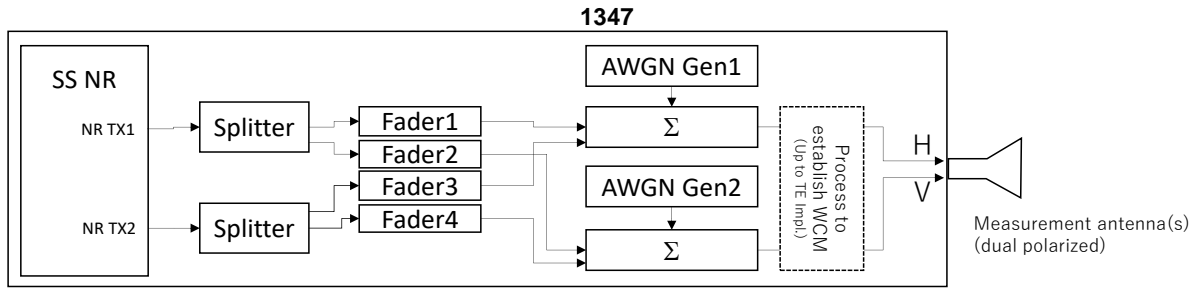 1347
SS NR
NR TX1
NR TX2
Splitter
Splitter
Fader1
Fader2
Fader3
Fader4
AWGN Gen1
Σ
AWGN Gen2
Σ
Process to
establish WCM
(Up to TE Impl.)
H
V
Measurement antenna(s)
(dual polarized)